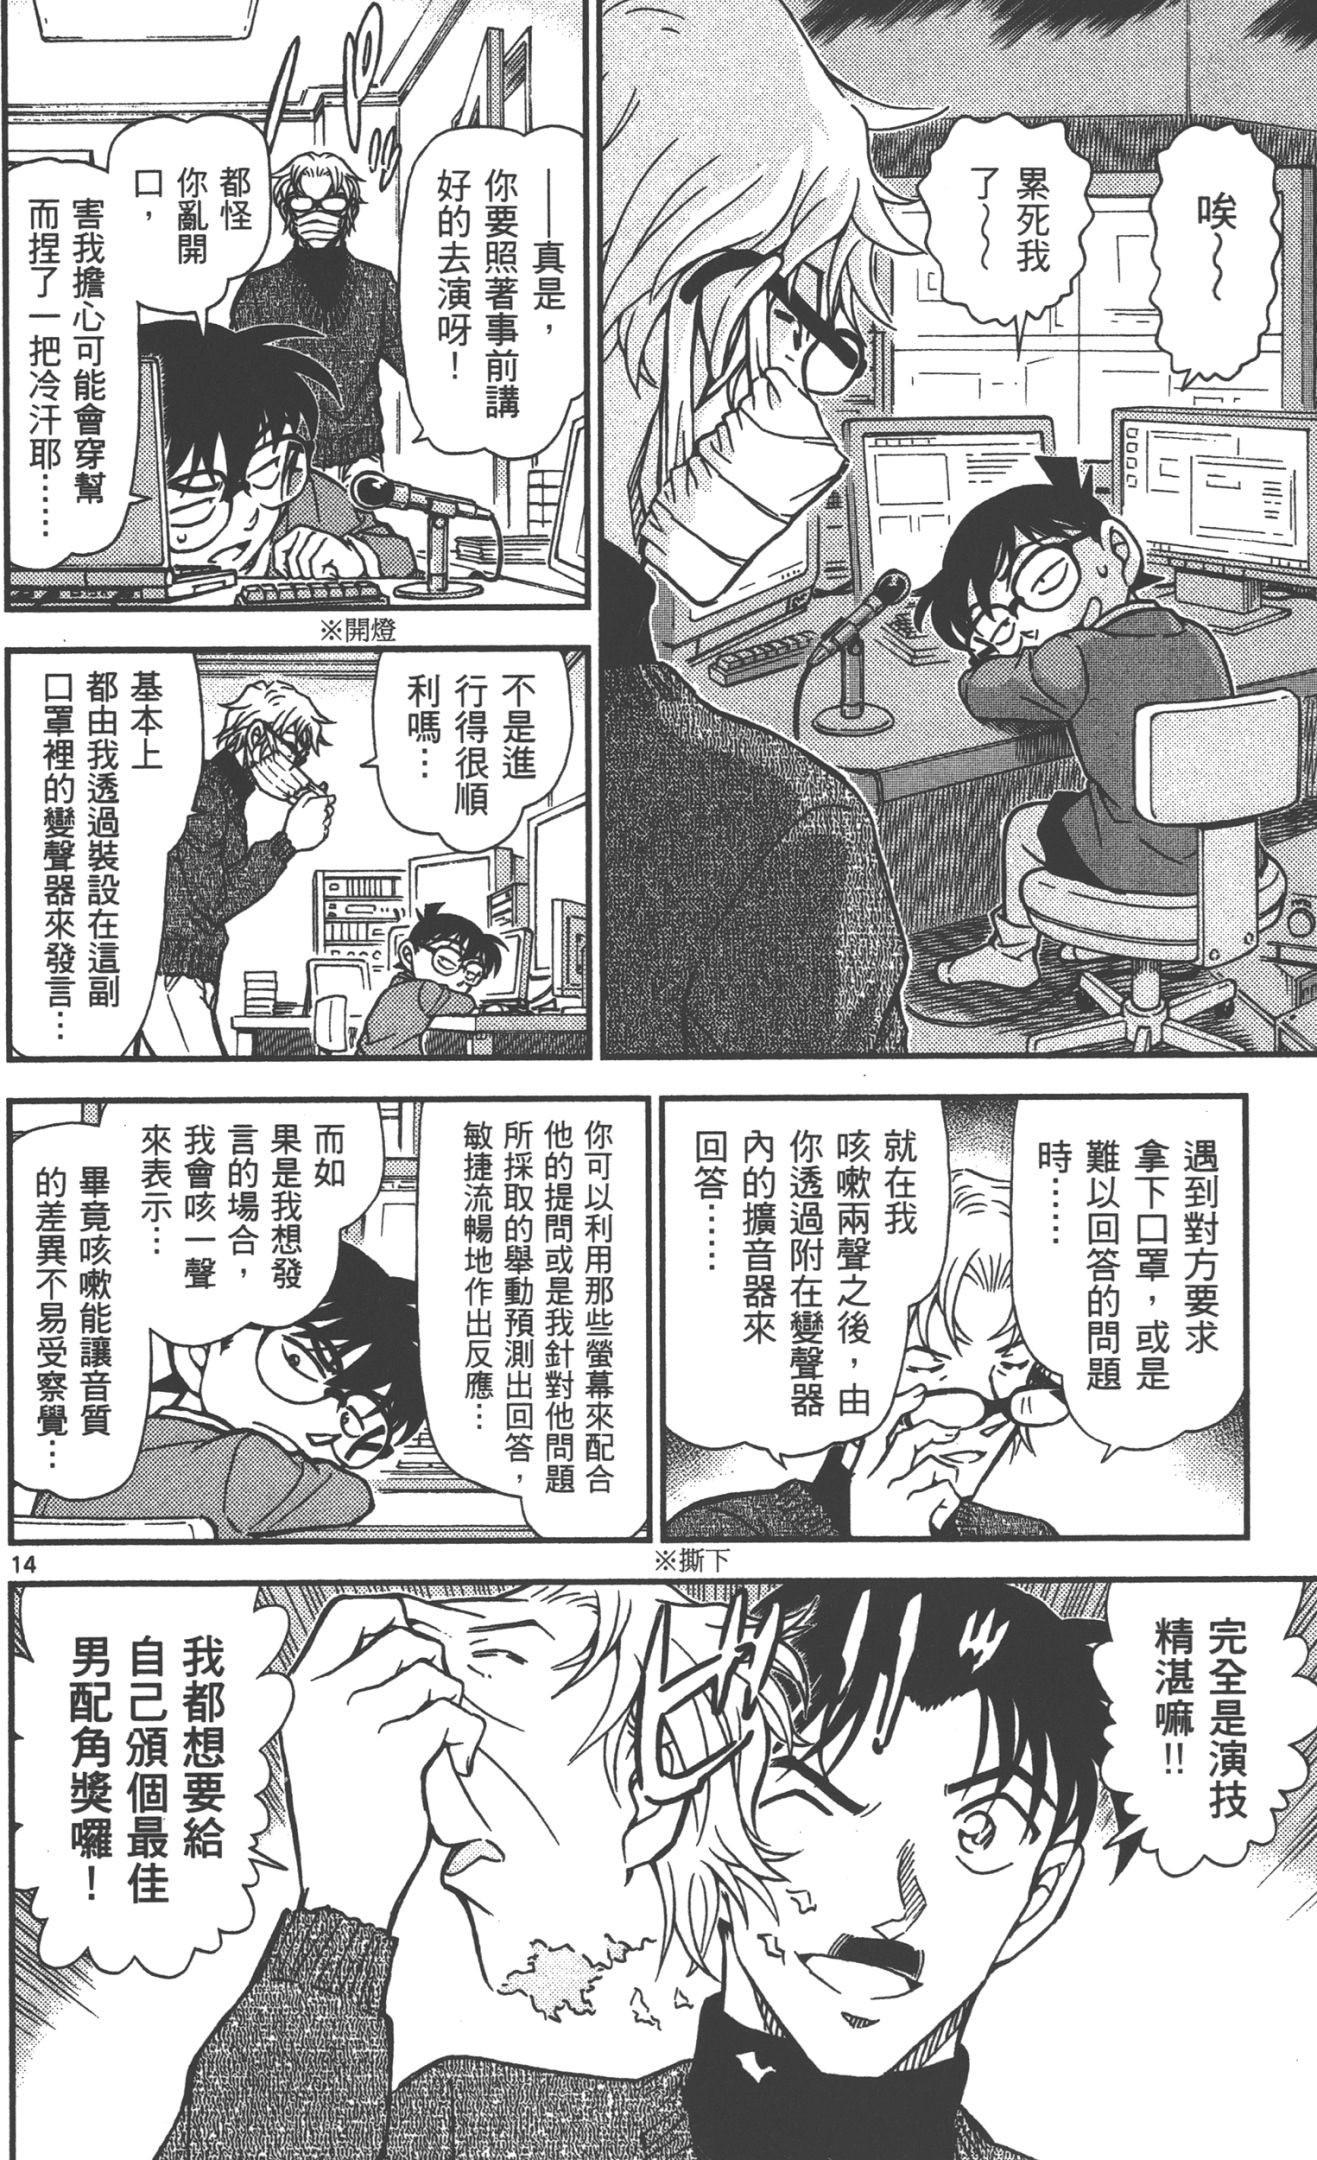 唉～
累死我
了～
——真是，
你要照著事前講
好的去演呀！
都怪
你亂開
口，
害我擔心可能會穿幫
而捏了一把冷汗耶……
※開燈
不是進
行得很順
利嗎…
基本上
都由我透過裝設在這副
口罩裡的變聲器來發言…
遇到對方要求
拿下口罩，或是
難以回答的問題
時……
就在我
咳嗽兩聲之後，由
你透過附在變聲器
內的擴音器來
回答……
你可以利用那些螢幕來配合
他的提問或是我針對他問題
所採取的舉動預測出回答，
敏捷流暢地作出反應…
而如
果是我想發
言的場合，
我會咳一聲
來表示…
畢竟咳嗽能讓音質
的差異不易受察覺…
14
※撕下
完全是演技
精湛嘛!!
我都想要給
自己頒個最佳
男配角獎囉！